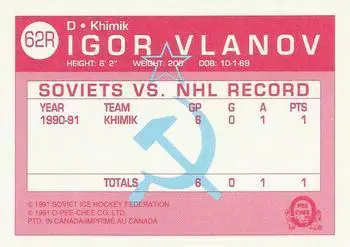 62R
D • Khimik
IGOR VLANOV
HEIGHT: 6' 2" WEIGHT: 200 DOB: 10-1-69
SOVIETS VS. NHL RECORD
YEAR TEAM GP G A PTS
1990-91 KHIMIK 6 0 1 1
TOTALS 6 0 1 1
© 1991 SOVIET ICE HOCKEY FEDERATION
© 1991 O-PEE-CHEE CO. LTD.
PTD. IN CANADA/IMPRIMÉ AU CANADA
O PEE CHEE